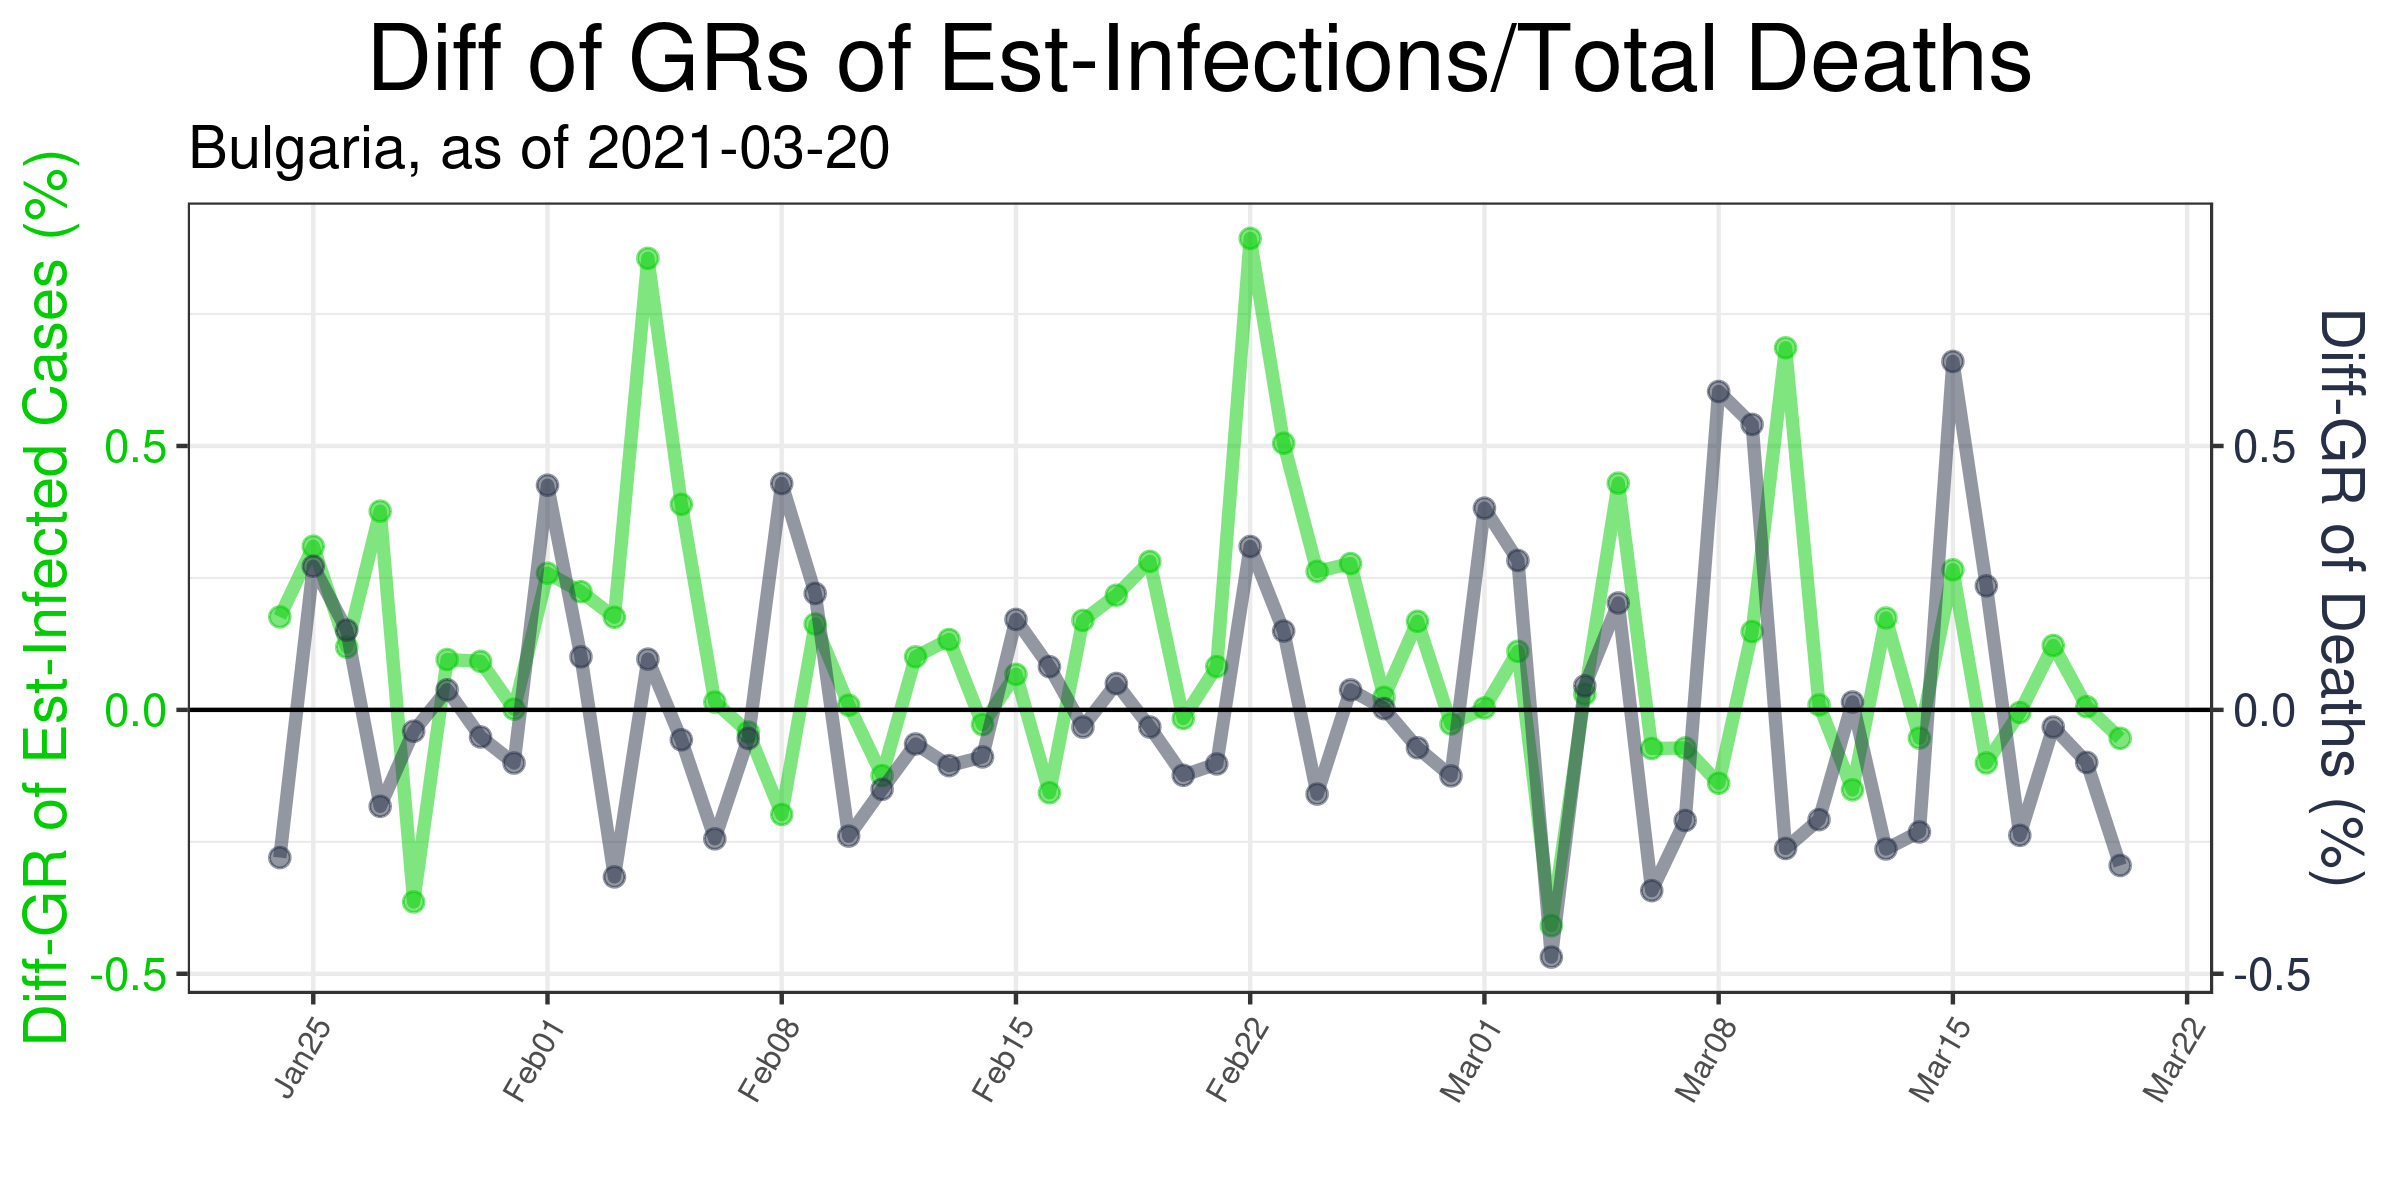 Diff of GRs of Est-Infections/Total Deaths
Bulgaria, as of 2021-03-20
Diff-GR of Est-Infected Cases (%)
0.5
0.0
-0.5
0.5
0.0
-0.5
Diff-GR of Deaths (%)
Jan25
Feb01
Feb08
Feb15
Feb22
Mar01
Mar08
Mar15
Mar22